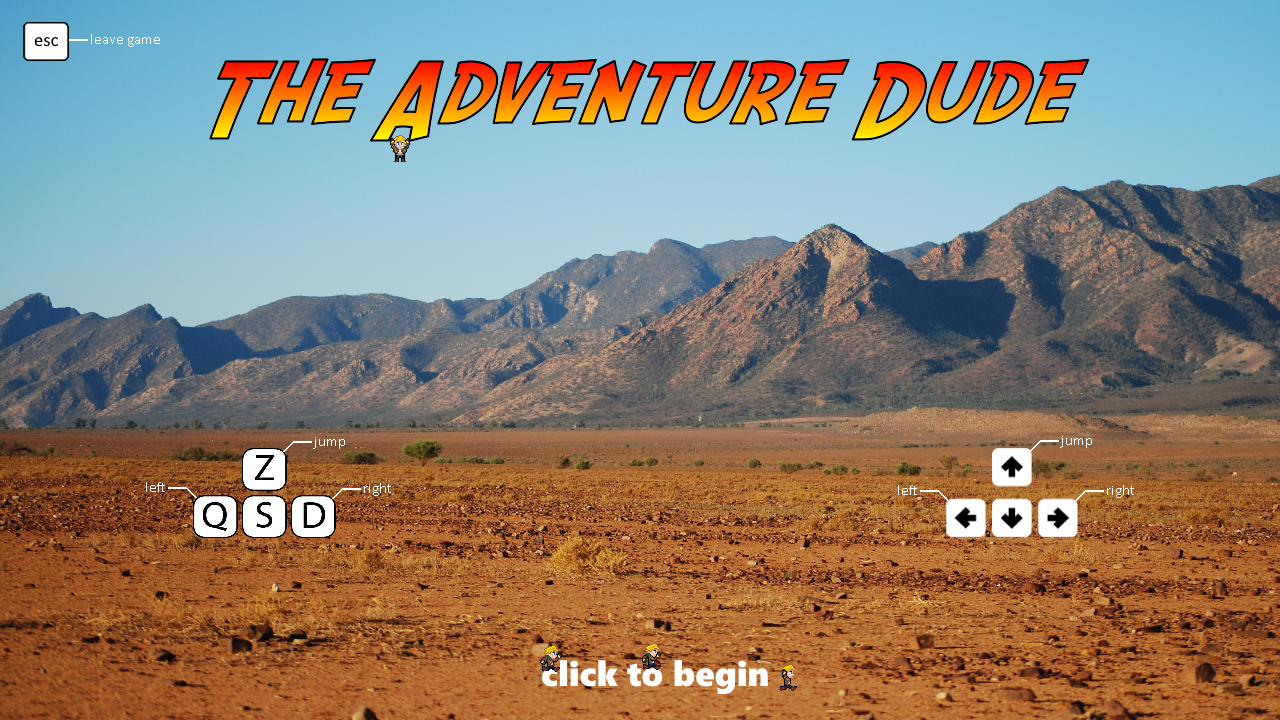 esc leave game
THE ADVENTURE DUDE
jump
Z
left right
Q S D
jump
left right
click to begin